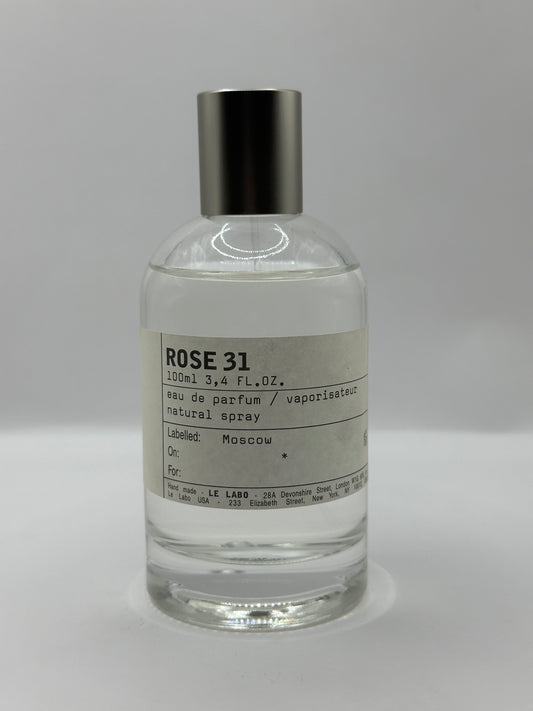 ROSE 31
100ml 3,4 FL.OZ.
eau de parfum / vaporisateur
natural spray
Labelled: Moscow
On: *
For:
Hand made - LE LABO - 28A Devonshire Street, London
Le Labo USA - 233 Elizabeth Street, New York, NY